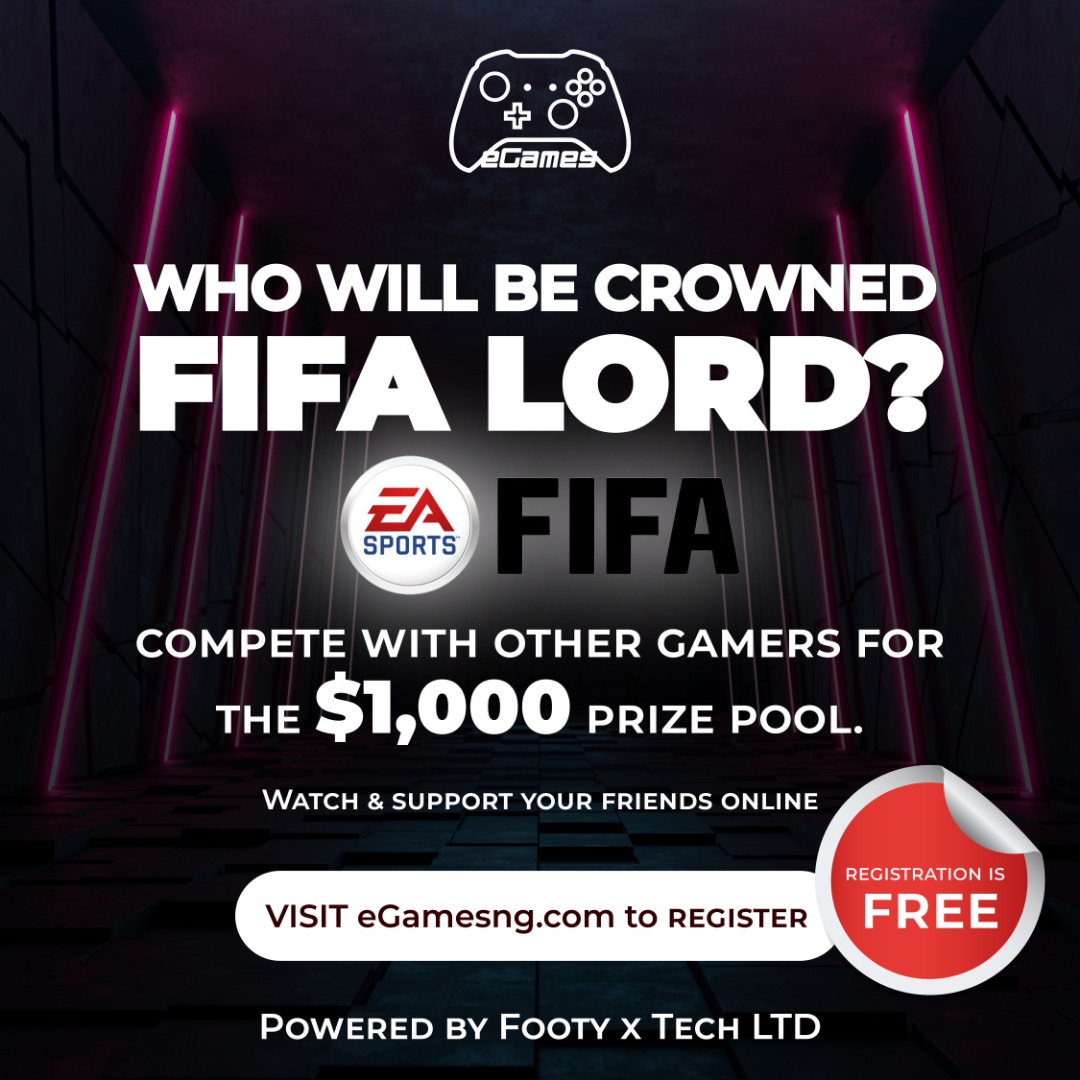 eGames
WHO WILL BE CROWNED
FIFA LORD?
EA
SPORTS™
FIFA
COMPETE WITH OTHER GAMERS FOR
THE $1,000 PRIZE POOL.
WATCH & SUPPORT YOUR FRIENDS ONLINE
REGISTRATION IS
FREE
VISIT eGamesng.com to REGISTER
POWERED BY FOOTY X TECH LTD